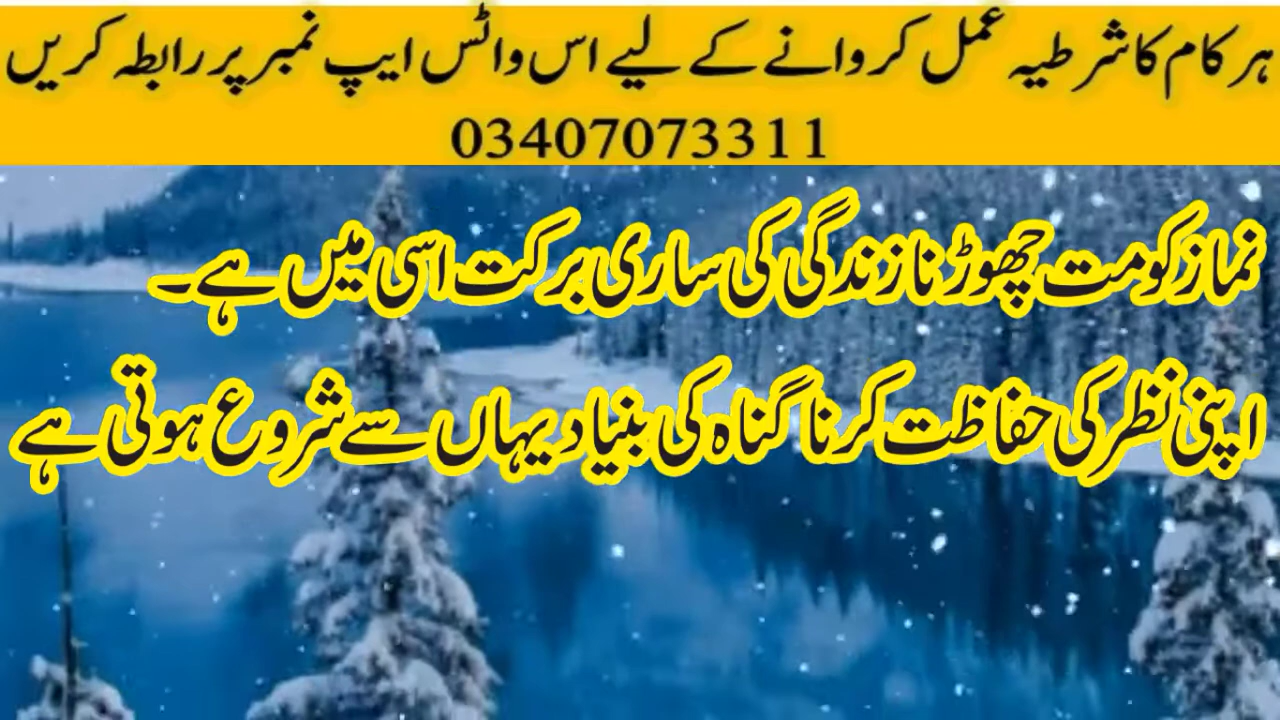 ہر کام کا شرطیہ عمل کروانے کے لیے اس واٹس ایپ نمبر پر رابطہ کریں
03407073311
نماز کو مت چھوڑنا زندگی کی ساری برکت اسی میں ہے۔
اپنی نظر کی حفاظت کرنا گناہ کی بنیاد یہاں سے شروع ہوتی ہے